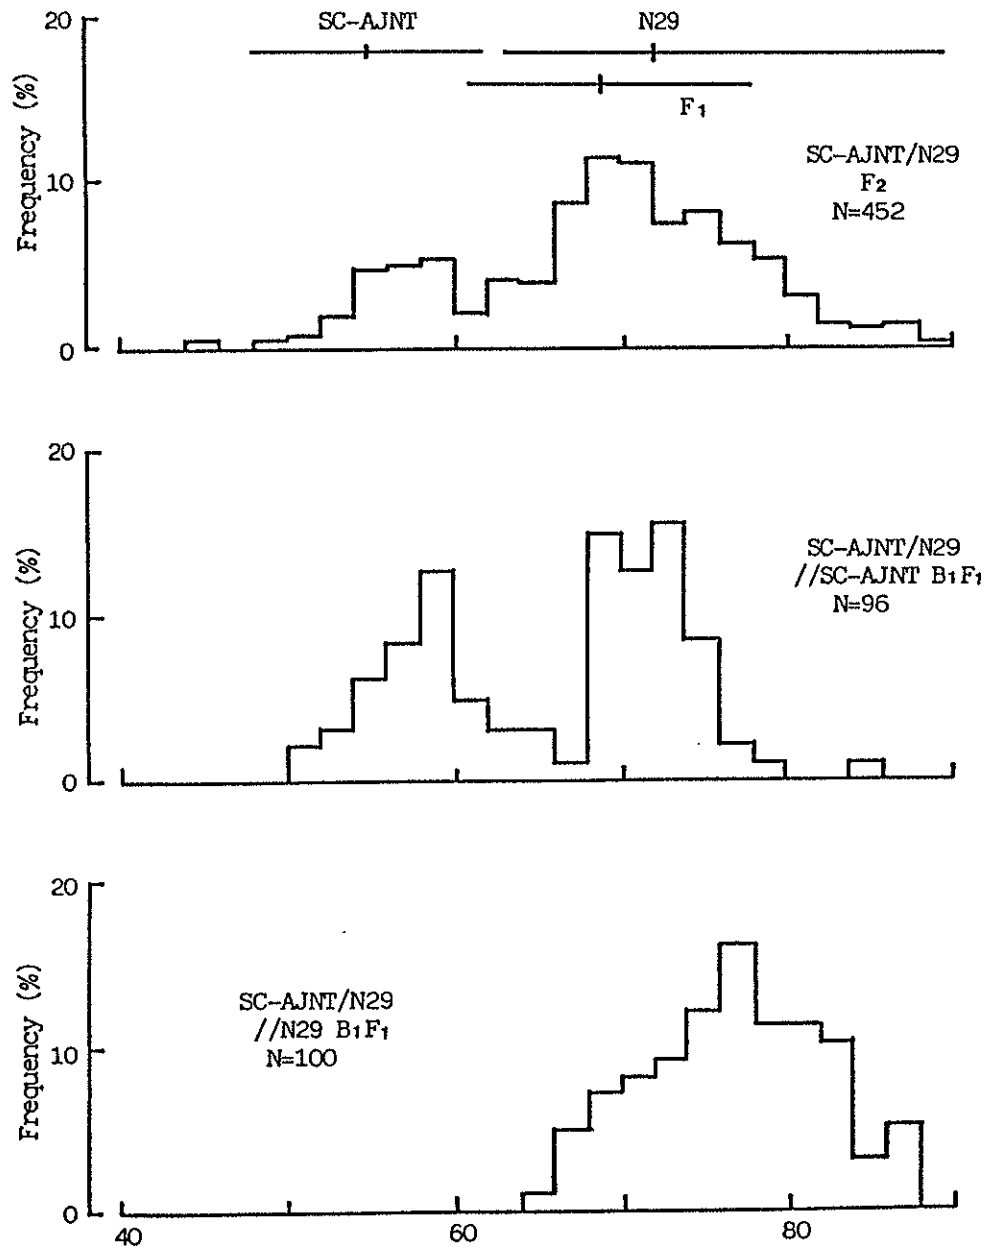 20
SC-AJNT
N29
F₁
Frequency (%)
10
SC-AJNT/N29
F₂
N=452
0
20
Frequency (%)
10
SC-AJNT/N29
//SC-AJNT B₁F₁
N=96
0
20
Frequency (%)
10
SC-AJNT/N29
//N29 B₁F₁
N=100
0
40
60
80